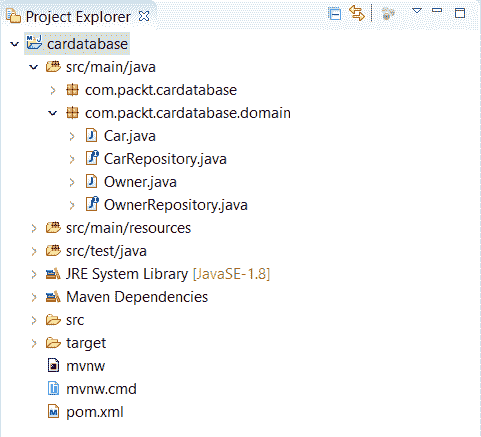 Project Explorer
cardatabase
src/main/java
com.packt.cardatabase
com.packt.cardatabase.domain
Car.java
CarRepository.java
Owner.java
OwnerRepository.java
src/main/resources
src/test/java
JRE System Library [JavaSE-1.8]
Maven Dependencies
src
target
mvnw
mvnw.cmd
pom.xml